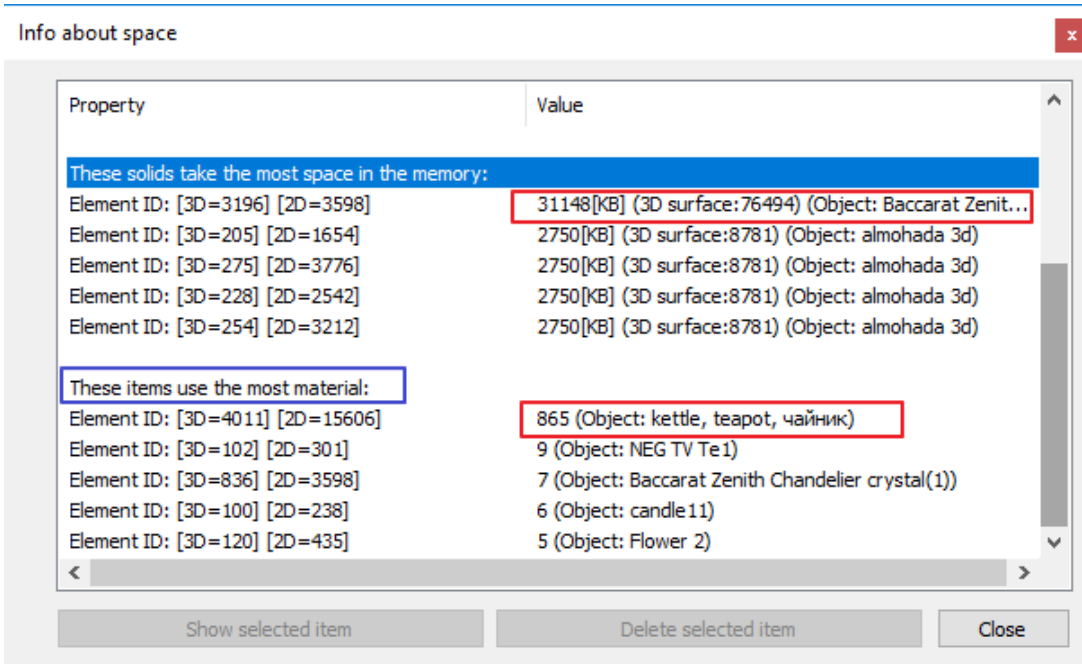 Info about space
x
Property Value
These solids take the most space in the memory:
Element ID: [3D=3196] [2D=3598] 31148[KB] (3D surface:76494) (Object: Baccarat Zenit...
Element ID: [3D=205] [2D=1654] 2750[KB] (3D surface:8781) (Object: almohada 3d)
Element ID: [3D=275] [2D=3776] 2750[KB] (3D surface:8781) (Object: almohada 3d)
Element ID: [3D=228] [2D=2542] 2750[KB] (3D surface:8781) (Object: almohada 3d)
Element ID: [3D=254] [2D=3212] 2750[KB] (3D surface:8781) (Object: almohada 3d)
These items use the most material:
Element ID: [3D=4011] [2D=15606] 865 (Object: kettle, teapot, чайник)
Element ID: [3D=102] [2D=301] 9 (Object: NEG TV Te1)
Element ID: [3D=836] [2D=3598] 7 (Object: Baccarat Zenith Chandelier crystal(1))
Element ID: [3D=100] [2D=238] 6 (Object: candle11)
Element ID: [3D=120] [2D=435] 5 (Object: Flower 2)
Show selected item Delete selected item Close